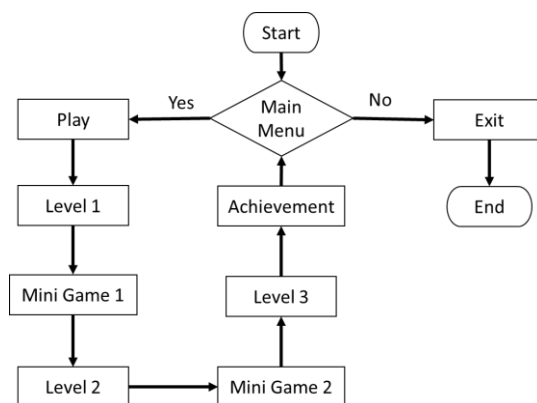 Start
Yes
Main
Menu
No
Play
Exit
Level 1
Achievement
End
Mini Game 1
Level 3
Level 2
Mini Game 2